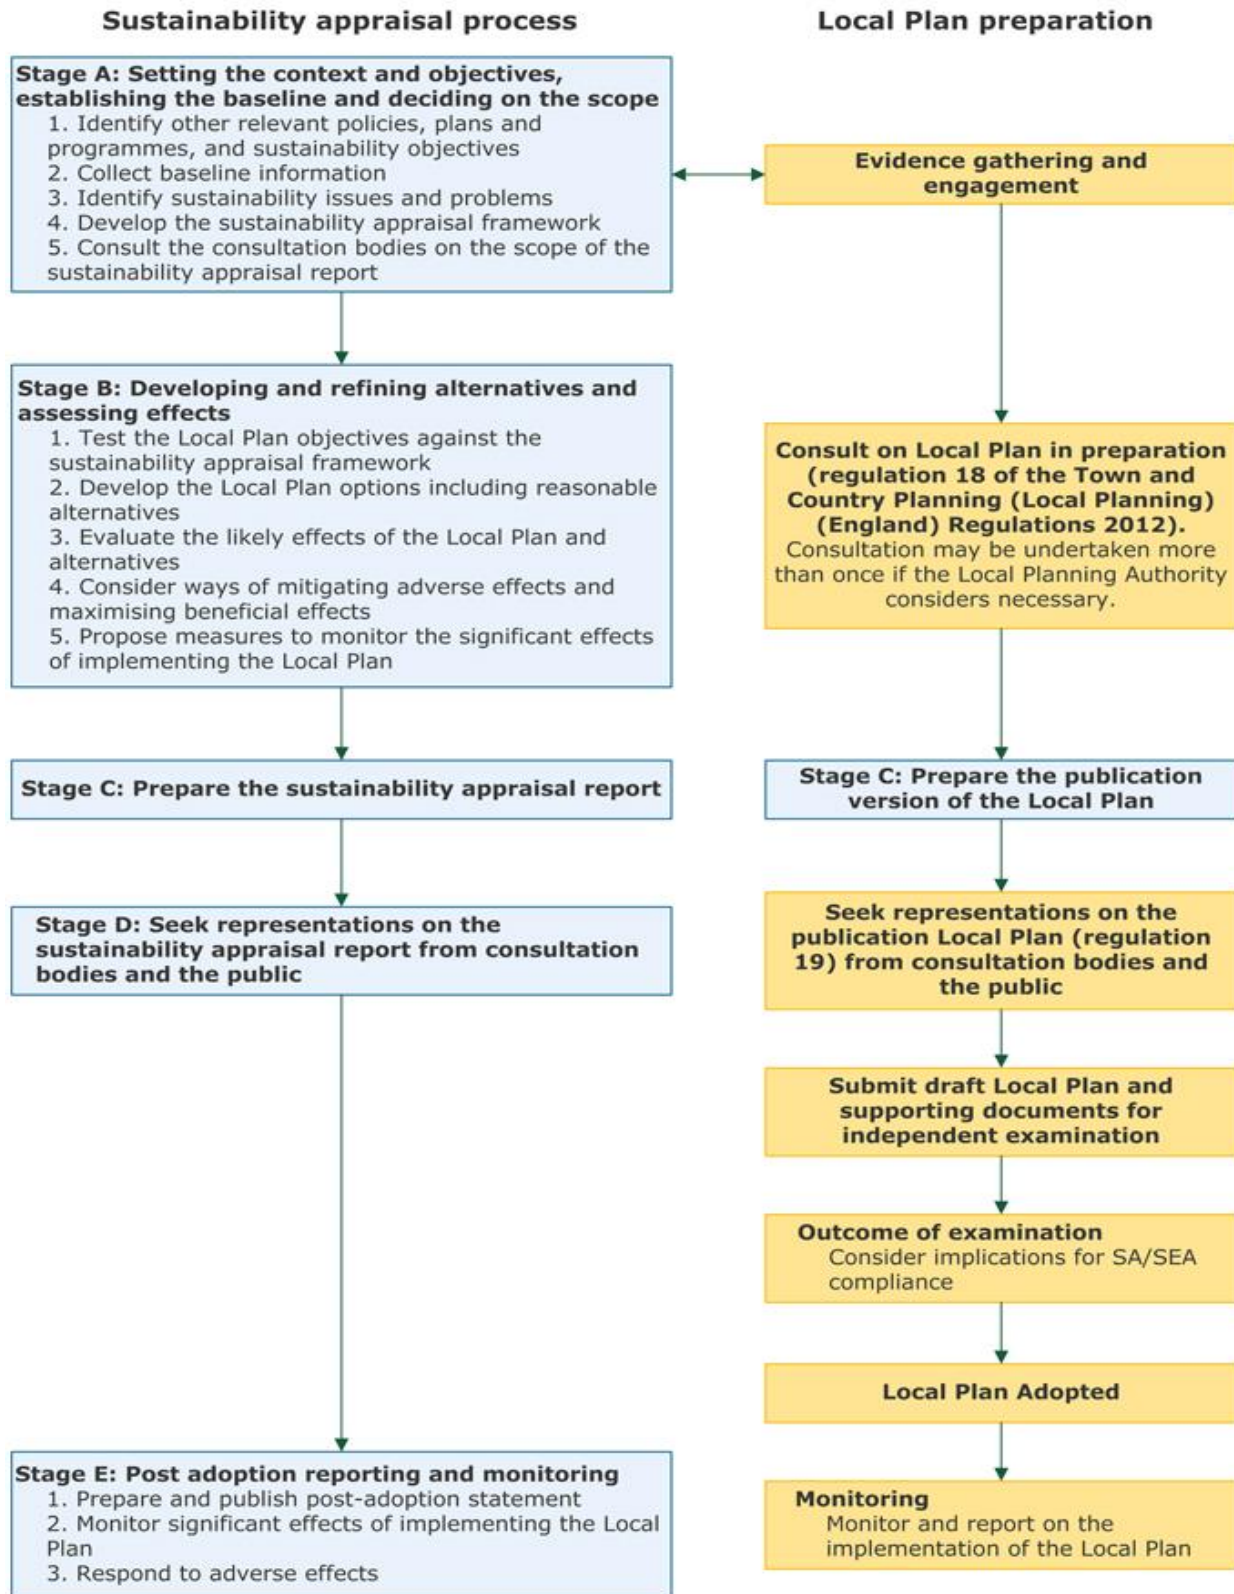 Sustainability appraisal process
Local Plan preparation
Stage A: Setting the context and objectives,
establishing the baseline and deciding on the scope
1. Identify other relevant policies, plans and
programmes, and sustainability objectives
2. Collect baseline information
3. Identify sustainability issues and problems
4. Develop the sustainability appraisal framework
5. Consult the consultation bodies on the scope of the
sustainability appraisal report
Evidence gathering and
engagement
Stage B: Developing and refining alternatives and
assessing effects
1. Test the Local Plan objectives against the
sustainability appraisal framework
2. Develop the Local Plan options including reasonable
alternatives
3. Evaluate the likely effects of the Local Plan and
alternatives
4. Consider ways of mitigating adverse effects and
maximising beneficial effects
5. Propose measures to monitor the significant effects
of implementing the Local Plan
Consult on Local Plan in preparation
(regulation 18 of the Town and
Country Planning (Local Planning)
(England) Regulations 2012).
Consultation may be undertaken more
than once if the Local Planning Authority
considers necessary.
Stage C: Prepare the sustainability appraisal report
Stage C: Prepare the publication
version of the Local Plan
Stage D: Seek representations on the
sustainability appraisal report from consultation
bodies and the public
Seek representations on the
publication Local Plan (regulation
19) from consultation bodies and
the public
Submit draft Local Plan and
supporting documents for
independent examination
Outcome of examination
Consider implications for SA/SEA
compliance
Local Plan Adopted
Stage E: Post adoption reporting and monitoring
1. Prepare and publish post-adoption statement
2. Monitor significant effects of implementing the Local
Plan
3. Respond to adverse effects
Monitoring
Monitor and report on the
implementation of the Local Plan